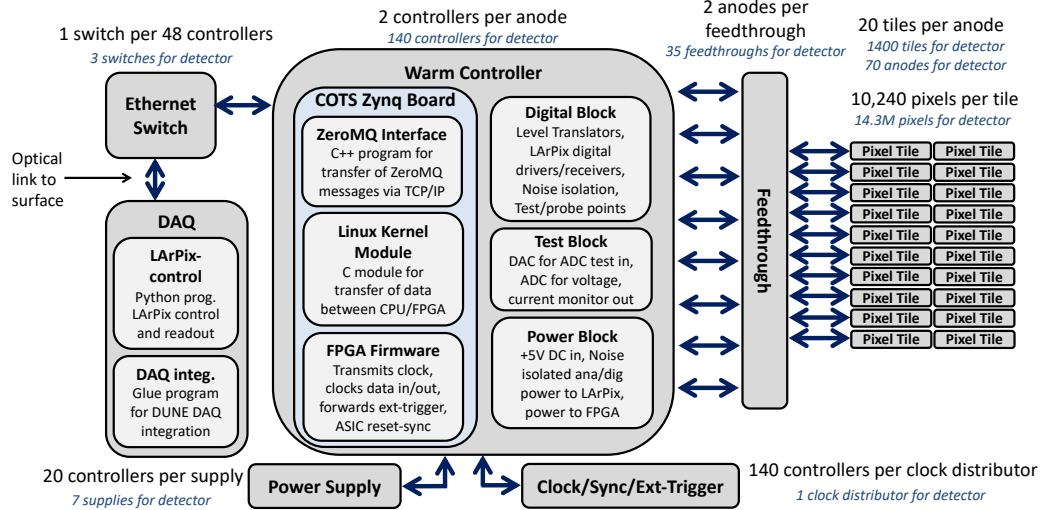 1 switch per 48 controllers
3 switches for detector
2 controllers per anode
140 controllers for detector
2 anodes per
feedthrough
35 feedthroughs for detector
20 tiles per anode
1400 tiles for detector
70 anodes for detector
10,240 pixels per tile
14.3M pixels for detector
Ethernet
Switch
Optical
link to
surface
DAQ
LArPix-
control
Python prog.
LArPix control
and readout
DAQ integ.
Glue program
for DUNE DAQ
integration
Warm Controller
COTS Zynq Board
ZeroMQ Interface
C++ program for
transfer of ZeroMQ
messages via TCP/IP
Linux Kernel
Module
C module for
transfer of data
between CPU/FPGA
FPGA Firmware
Transmits clock,
clocks data in/out,
forwards ext-trigger,
ASIC reset-sync
Digital Block
Level Translators,
LArPix digital
drivers/receivers,
Noise isolation,
Test/probe points
Test Block
DAC for ADC test in,
ADC for voltage,
current monitor out
Power Block
+5V DC in, Noise
isolated ana/dig
power to LArPix,
power to FPGA
Feedthrough
Pixel Tile Pixel Tile
Pixel Tile Pixel Tile
Pixel Tile Pixel Tile
Pixel Tile Pixel Tile
Pixel Tile Pixel Tile
Pixel Tile Pixel Tile
Pixel Tile Pixel Tile
Pixel Tile Pixel Tile
Pixel Tile Pixel Tile
Pixel Tile Pixel Tile
20 controllers per supply
7 supplies for detector
Power Supply
Clock/Sync/Ext-Trigger
140 controllers per clock distributor
1 clock distributor for detector